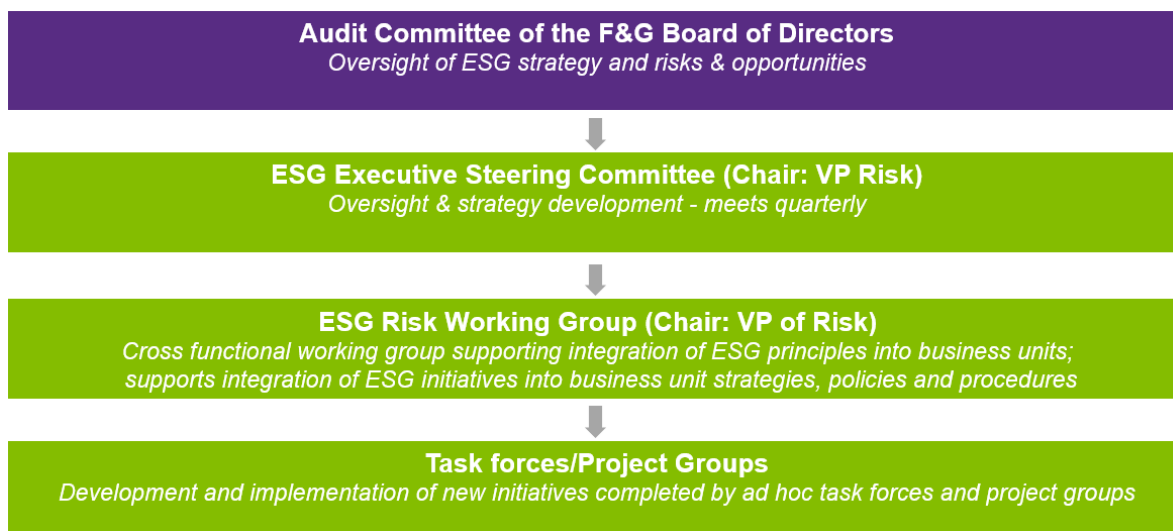 Audit Committee of the F&G Board of Directors
Oversight of ESG strategy and risks & opportunities
ESG Executive Steering Committee (Chair: VP Risk)
Oversight & strategy development - meets quarterly
ESG Risk Working Group (Chair: VP of Risk)
Cross functional working group supporting integration of ESG principles into business units;
supports integration of ESG initiatives into business unit strategies, policies and procedures
Task forces/Project Groups
Development and implementation of new initiatives completed by ad hoc task forces and project groups